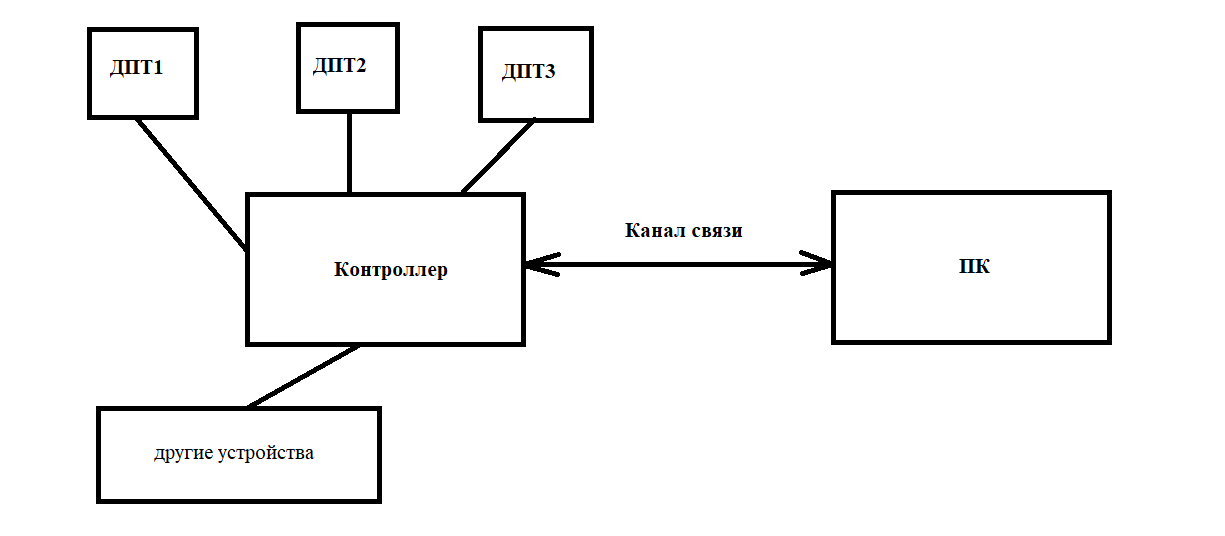 ДПТ1
ДПТ2
ДПТ3
Канал связи
Контроллер
ПК
другие устройства